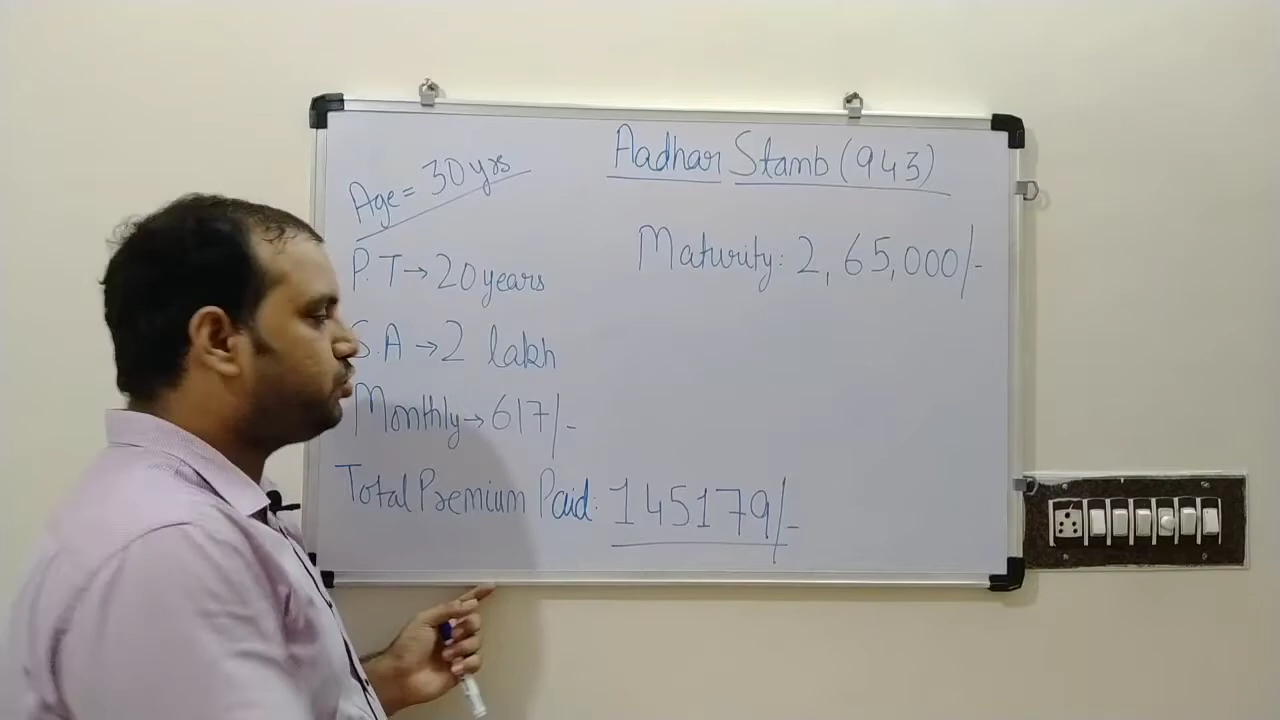 Aadhar Stamb (943)
Age = 30 yrs
P.T → 20 years
S.A → 2 lakh
Monthly → 617/-
Total Premium Paid: 145179/-
Maturity: 2,65,000/-